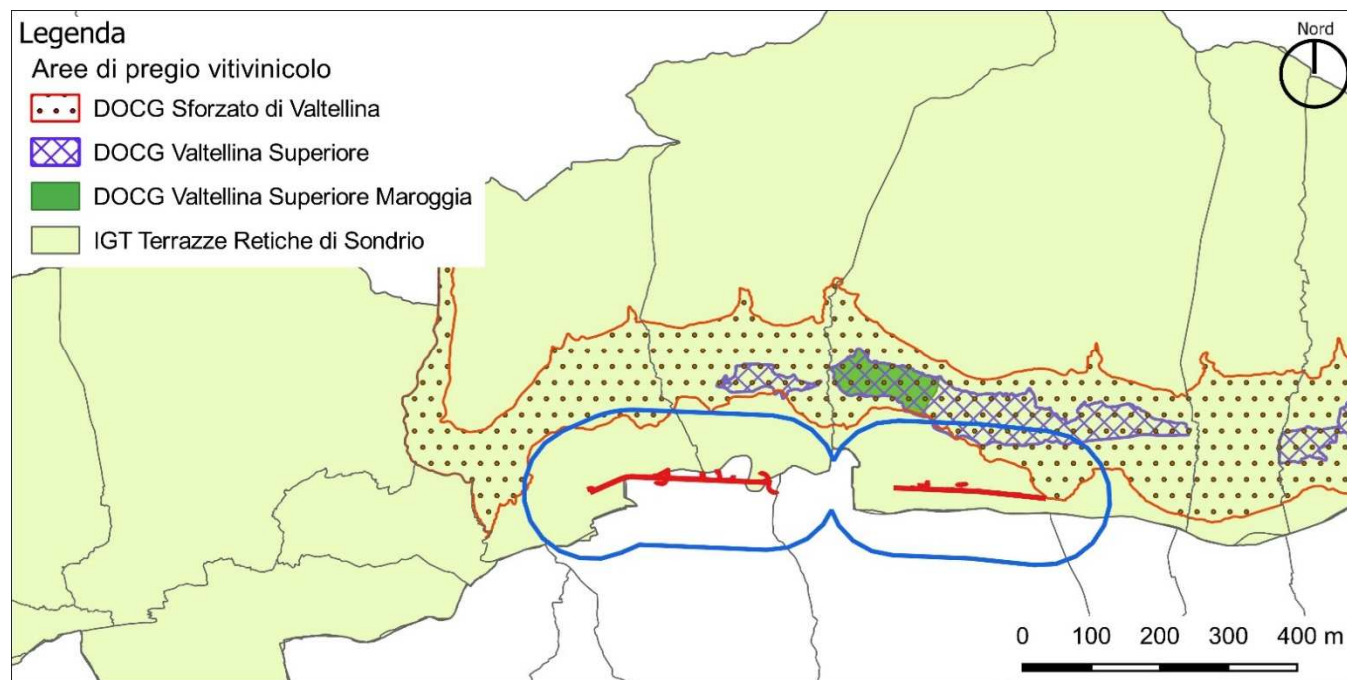 Legenda
Aree di pregio vitivinicolo
DOCG Sforzato di Valtellina
DOCG Valtellina Superiore
DOCG Valtellina Superiore Maroggia
IGT Terrazze Retiche di Sondrio
Nord
0 100 200 300 400 m